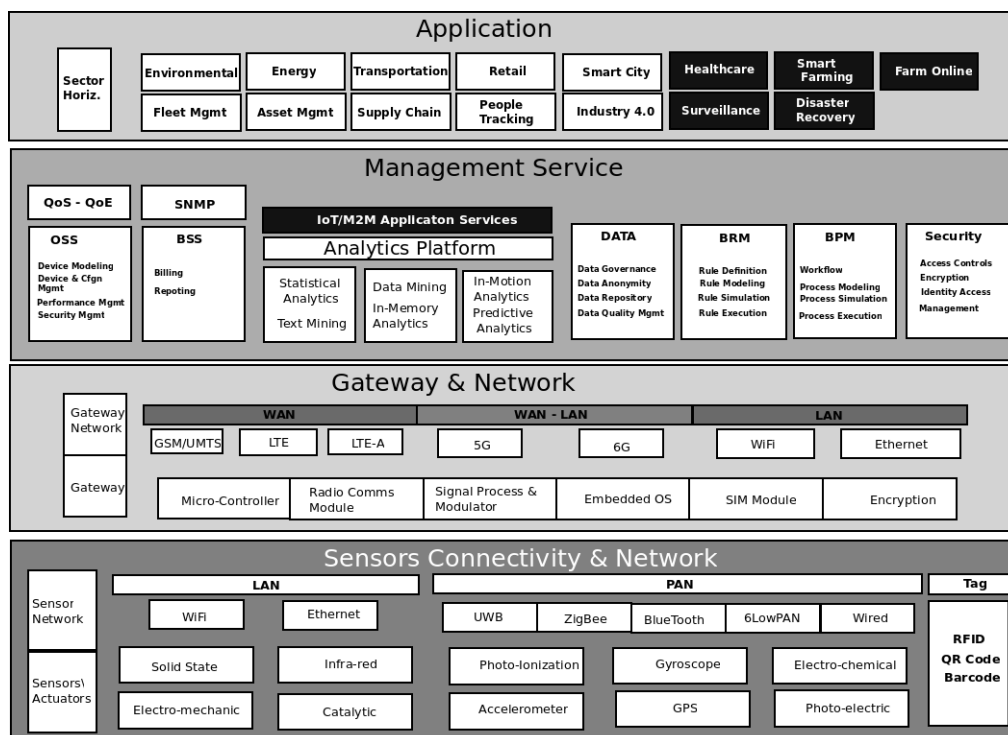 Application
Sector
Horiz.
Environmental
Energy
Transportation
Retail
Smart City
Healthcare
Smart
Farming
Farm Online
Fleet Mgmt
Asset Mgmt
Supply Chain
People
Tracking
Industry 4.0
Surveillance
Disaster
Recovery
Management Service
QoS - QoE
SNMP
OSS
Device Modeling
Device & Cfgn
Mgmt
Performance Mgmt
Security Mgmt
BSS
Billing
Repoting
IoT/M2M Applicaton Services
Analytics Platform
Statistical
Analytics
Text Mining
Data Mining
In-Memory
Analytics
In-Motion
Analytics
Predictive
Analytics
DATA
Data Governance
Data Anonymity
Data Repository
Data Quality Mgmt
BRM
Rule Definition
Rule Modeling
Rule Simulation
Rule Execution
BPM
Workflow
Process Modeling
Process Simulation
Process Execution
Security
Access Controls
Encryption
Identity Access
Management
Gateway & Network
Gateway
Network
WAN
WAN - LAN
LAN
GSM/UMTS
LTE
LTE-A
5G
6G
WiFi
Ethernet
Gateway
Micro-Controller
Radio Comms
Module
Signal Process &
Modulator
Embedded OS
SIM Module
Encryption
Sensors Connectivity & Network
Sensor
Network
LAN
PAN
Tag
WiFi
Ethernet
UWB
ZigBee
BlueTooth
6LowPAN
Wired
RFID
QR Code
Barcode
Sensors\
Actuators
Solid State
Infra-red
Photo-Ionization
Gyroscope
Electro-chemical
Electro-mechanic
Catalytic
Accelerometer
GPS
Photo-electric